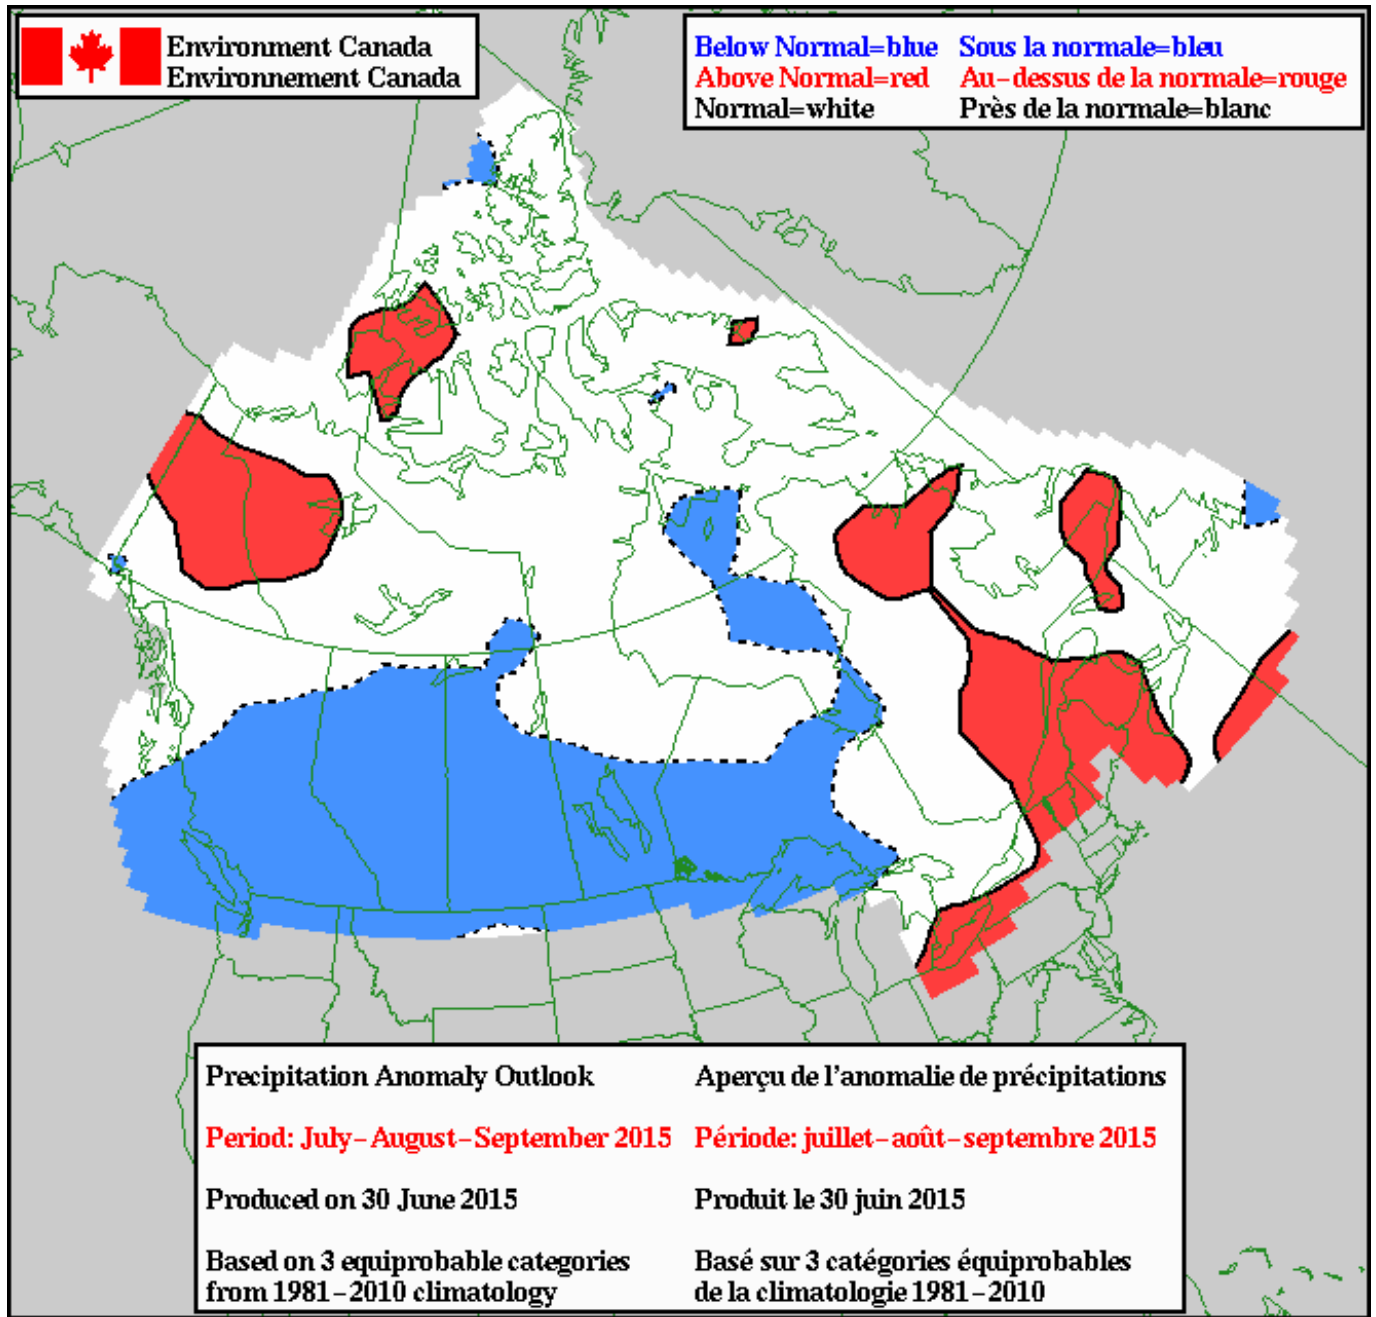 Environment Canada
Environnement Canada
Below Normal=blue Sous la normale=bleu
Above Normal=red Au-dessus de la normale=rouge
Normal=white Près de la normale=blanc
Precipitation Anomaly Outlook Aperçu de l'anomalie de précipitations
Period: July-August-September 2015 Période: juillet-août-septembre 2015
Produced on 30 June 2015 Produit le 30 juin 2015
Based on 3 equiprobable categories Basé sur 3 catégories équiprobables
from 1981-2010 climatology de la climatologie 1981-2010